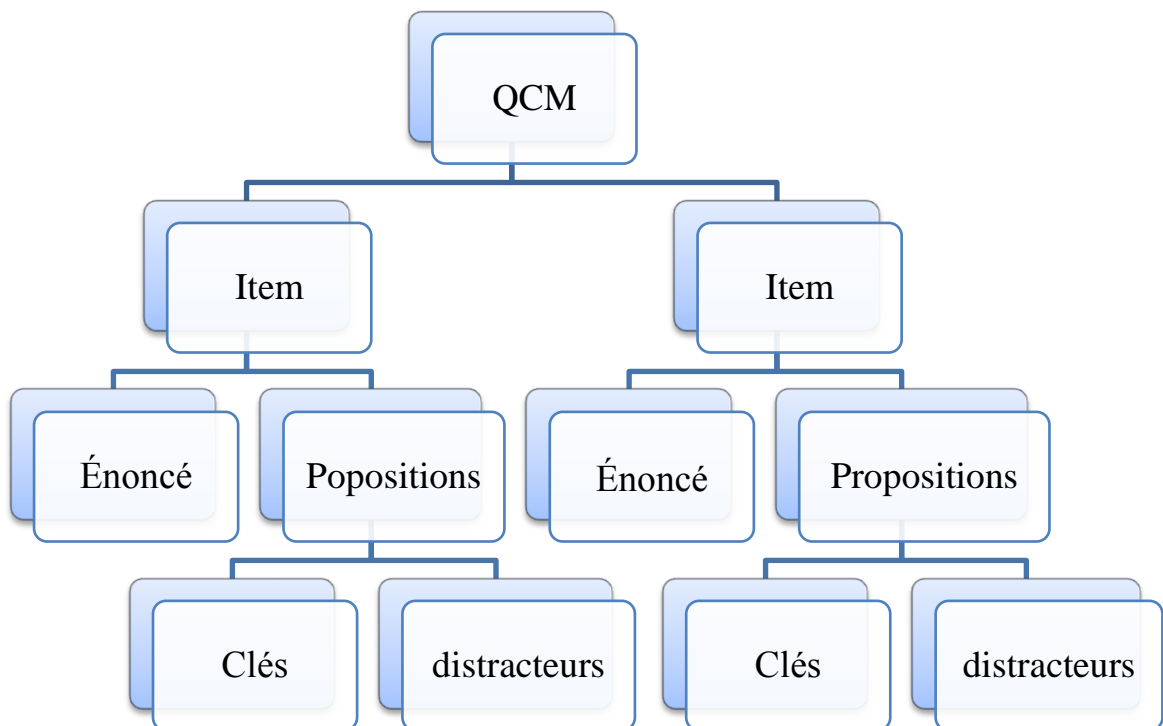 QCM
Item
Item
Énoncé
Popositions
Énoncé
Propositions
Clés
distracteurs
Clés
distracteurs